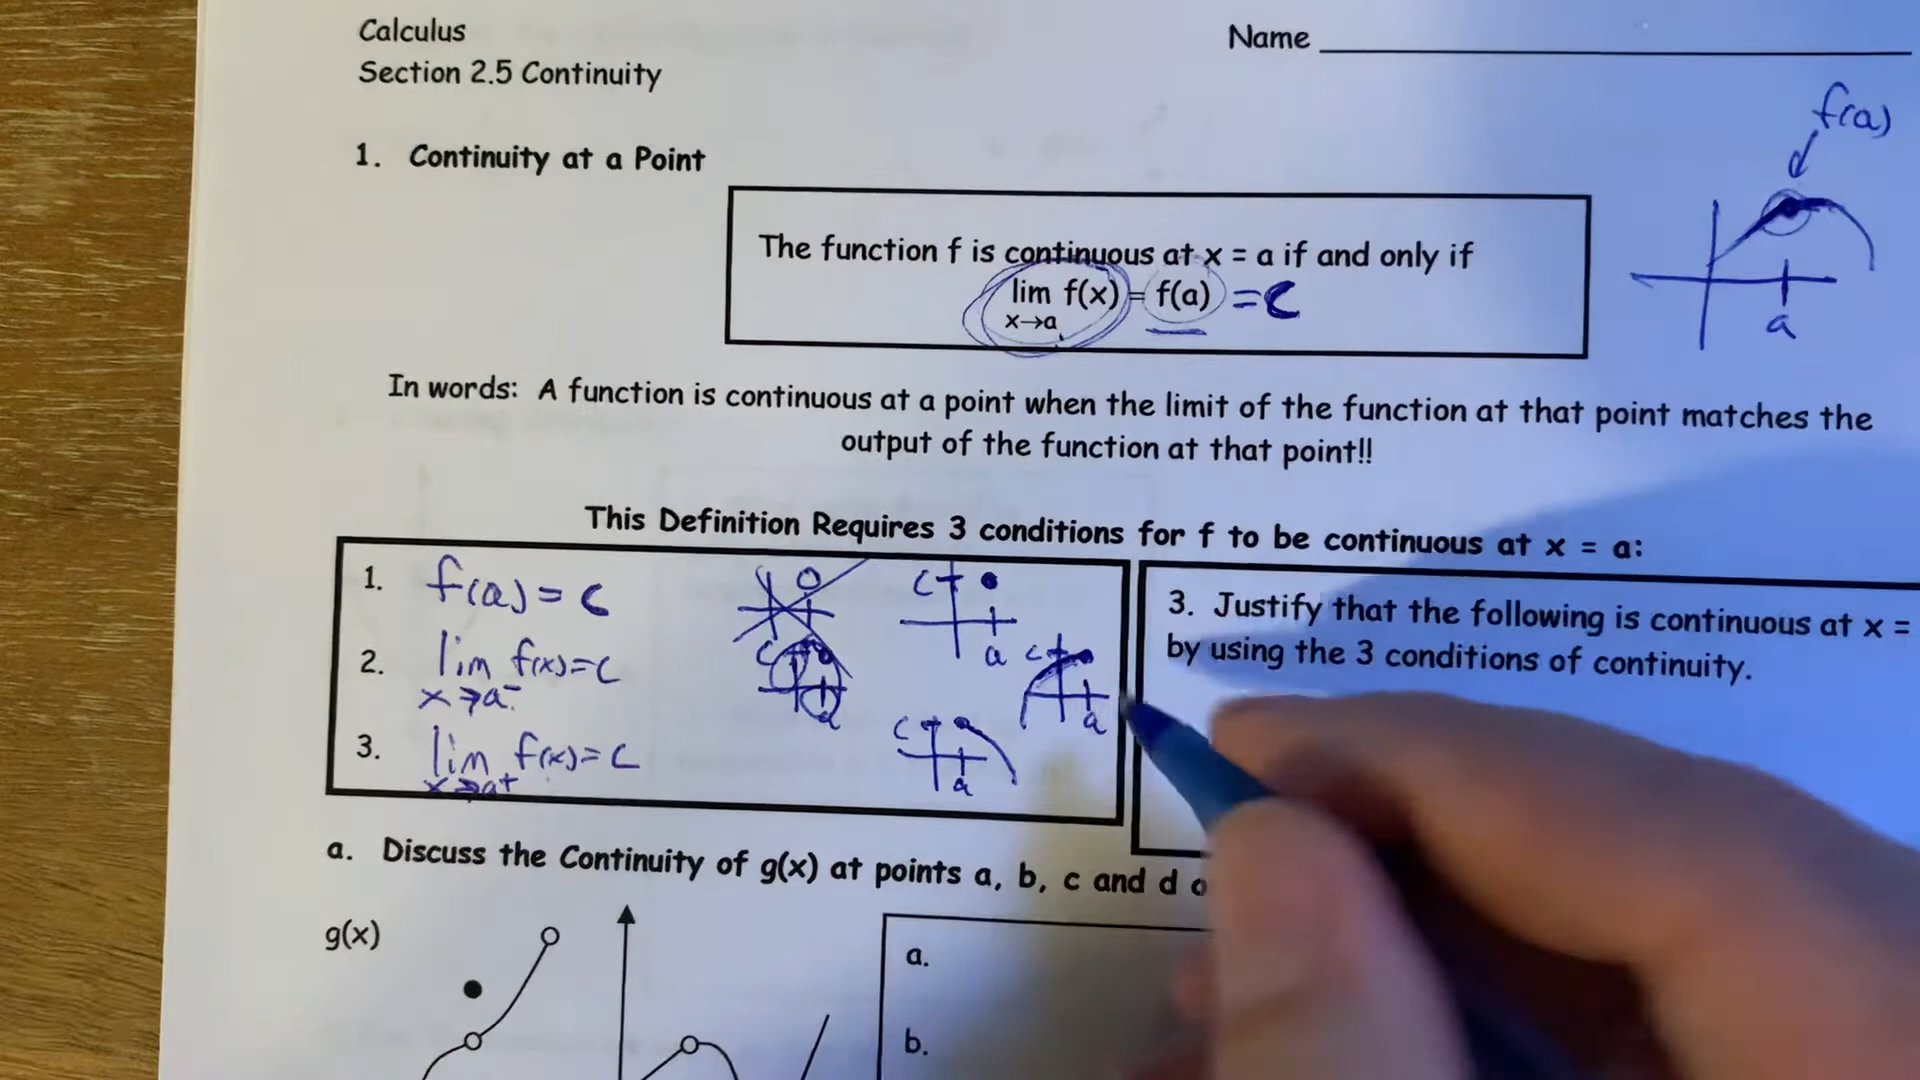 Calculus
Name
Section 2.5 Continuity
f(a)
1. Continuity at a Point
The function f is continuous at x = a if and only if
lim f(x) = f(a) = C
x→a
a
In words: A function is continuous at a point when the limit of the function at that point matches the
output of the function at that point!!
This Definition Requires 3 conditions for f to be continuous at x = a:
1. f(a) = C
C
a
2. lim f(x) = C
x→a⁻
C
a
C
a
3. lim f(x) = C
x→a⁺
C
a
3. Justify that the following is continuous at x =
by using the 3 conditions of continuity.
a. Discuss the Continuity of g(x) at points a, b, c and d
g(x)
a.
b.